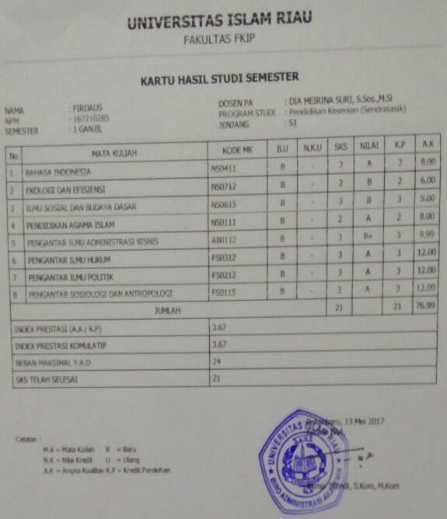 UNIVERSITAS ISLAM RIAU
FAKULTAS FKIP
KARTU HASIL STUDI SEMESTER
NAMA : FIRDAUS
NPM : 167210285
SEMESTER : 1 GANJIL
DOSEN PA : DIA MEIRINA SURI, S.Sos.,M.Si
PROGRAM STUDI : Pendidikan Kesenian (Sendratasik)
JENJANG : S1
No MATA KULIAH KODE MK B.U N.K.U SKS NILAI K.P A.K
1 BAHASA INDONESIA NS0411 B - 2 A 2 8.00
2 EKOLOGI DAN EFISIENSI NS0712 B - 2 B 2 6.00
3 ILMU SOSIAL DAN BUDAYA DASAR NS0615 B - 3 B 3 9.00
4 PENDIDIKAN AGAMA ISLAM NS0111 B - 2 A 2 8.00
5 PENGANTAR ILMU ADMINISTRASI BISNIS AB0112 B - 3 B+ 3 9.99
6 PENGANTAR ILMU HUKUM FS0312 B - 3 A 3 12.00
7 PENGANTAR ILMU POLITIK FS0212 B - 3 A 3 12.00
8 PENGANTAR SOSIOLOGI DAN ANTROPOLOGI FS0115 B - 3 A 3 12.00
JUMLAH 21 21 76.99
INDEX PRESTASI (A.K / K.P) 3.67
INDEX PRESTASI KOMULATIF 3.67
BEBAN MAKSIMAL Y.A.D 24
SKS TELAH SELESAI 21
13 Mei 2017
Catatan :
M.K = Mata Kuliah B = Baru
N.K = Nilai Kredit U = Ulang
A.K = Angka Kualitas K.P = Kredit Perolehan
UNIVERSITAS ISLAM RIAU
BIRO ADMINISTRASI AKADEMIK
S.Kom, M.Kom